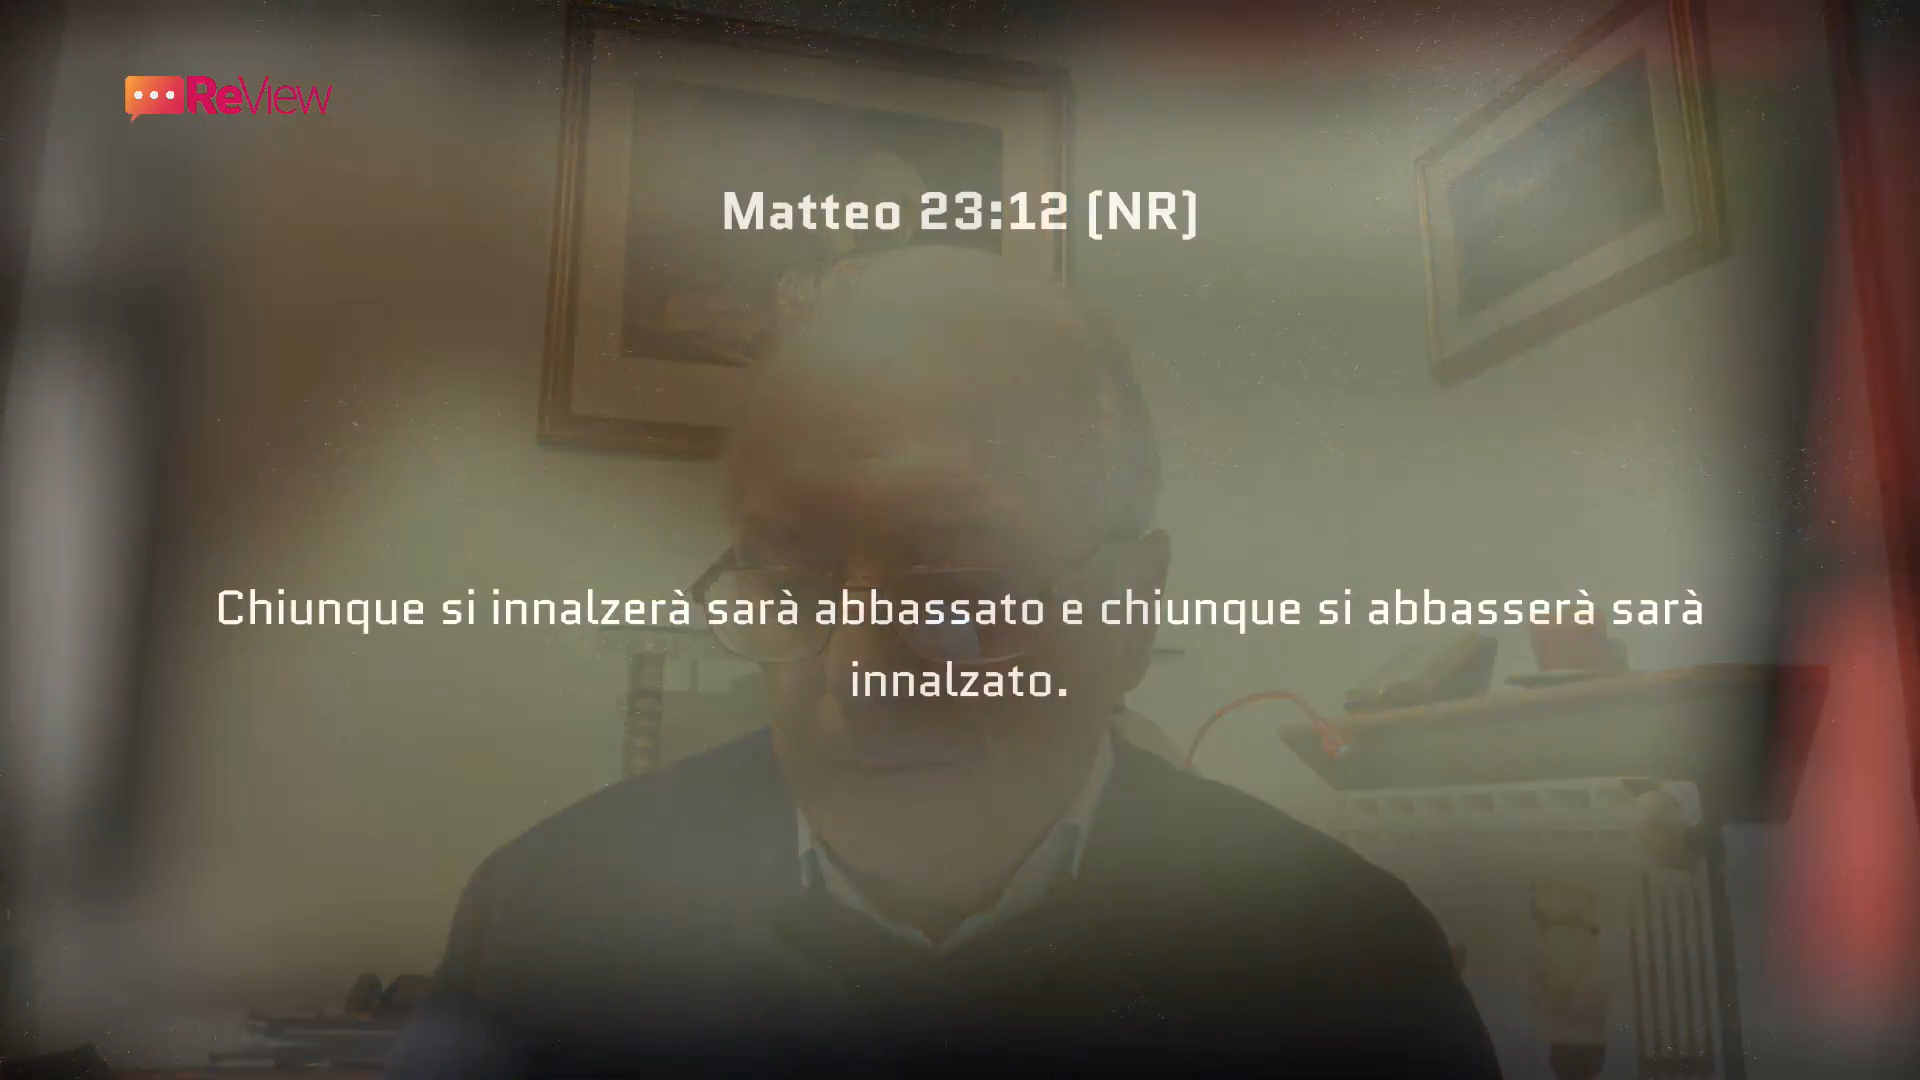 ReView
Matteo 23:12 (NR)
Chiunque si innalzerà sarà abbassato e chiunque si abbasserà sarà
innalzato.